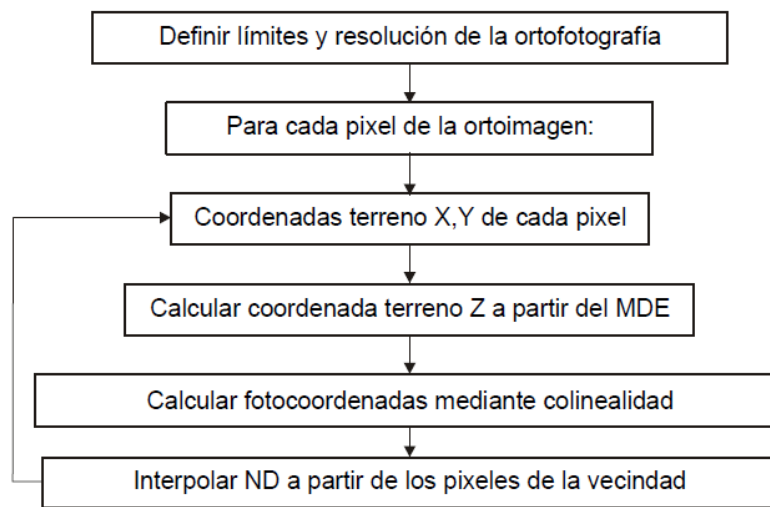 Definir límites y resolución de la ortofotografía
Para cada pixel de la ortoimagen:
Coordenadas terreno X,Y de cada pixel
Calcular coordenada terreno Z a partir del MDE
Calcular fotocoordenadas mediante colinealidad
Interpolar ND a partir de los pixeles de la vecindad